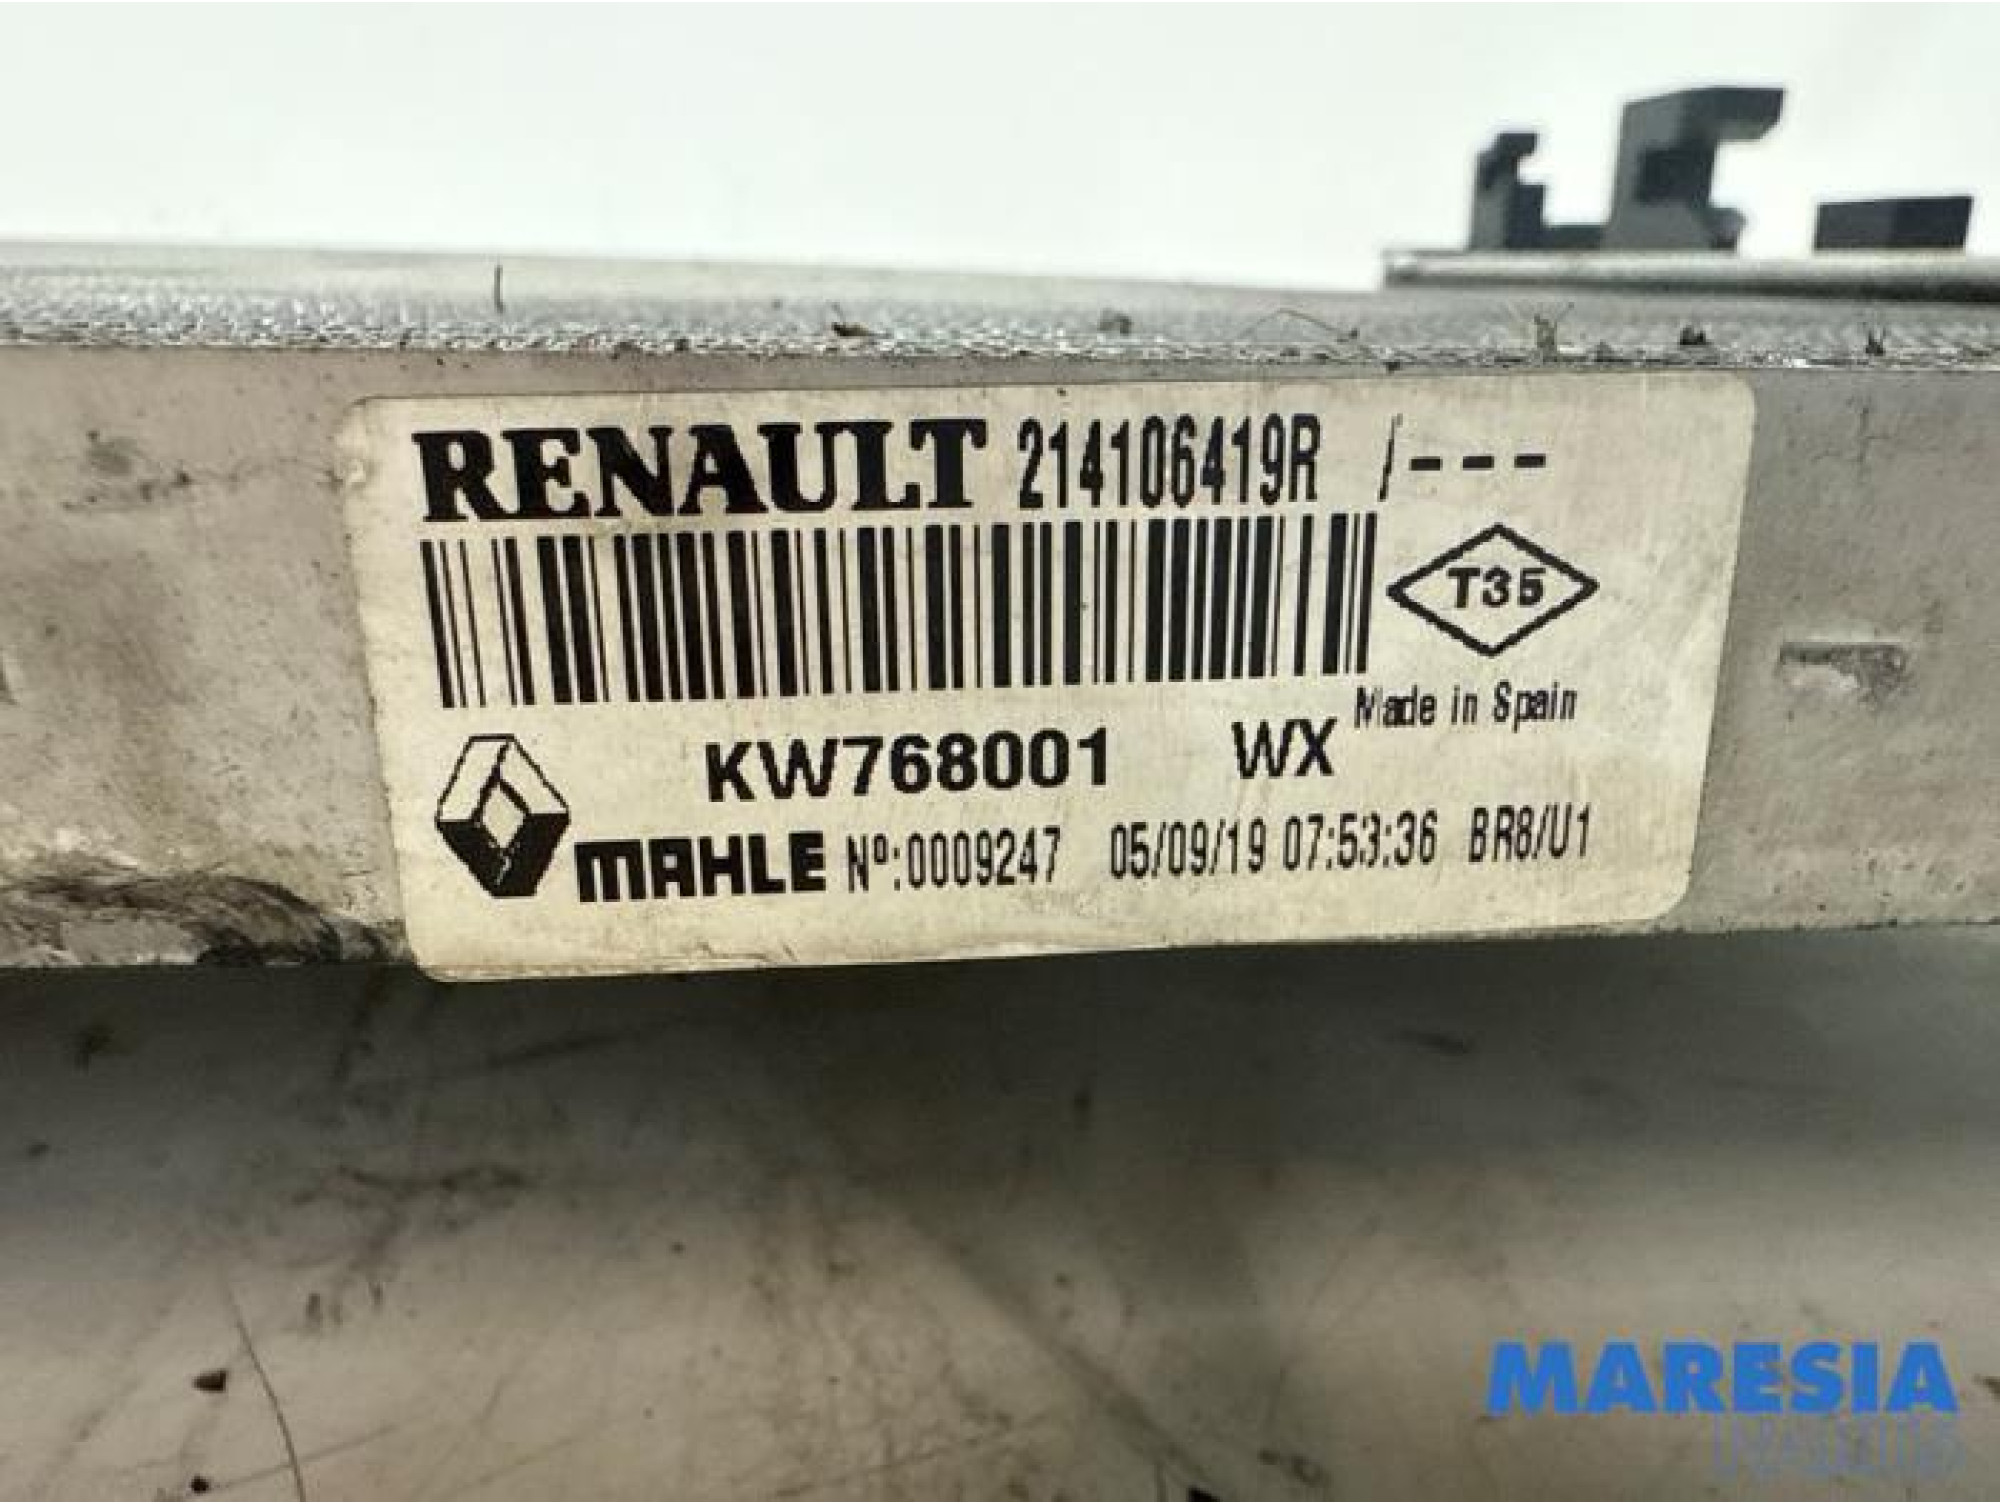 RENAULT 214106419R /---
T35
Made in Spain
KW768001 WX
MAHLE Nº:0009247 05/09/19 07:53:36 BR8/U1
MARESIA
PARTS